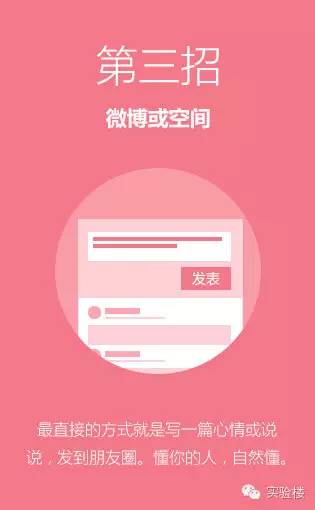 第三招
微博或空间
发表
最直接的方式就是写一篇心情或说
说，发到朋友圈。懂你的人，自然懂。
实验楼